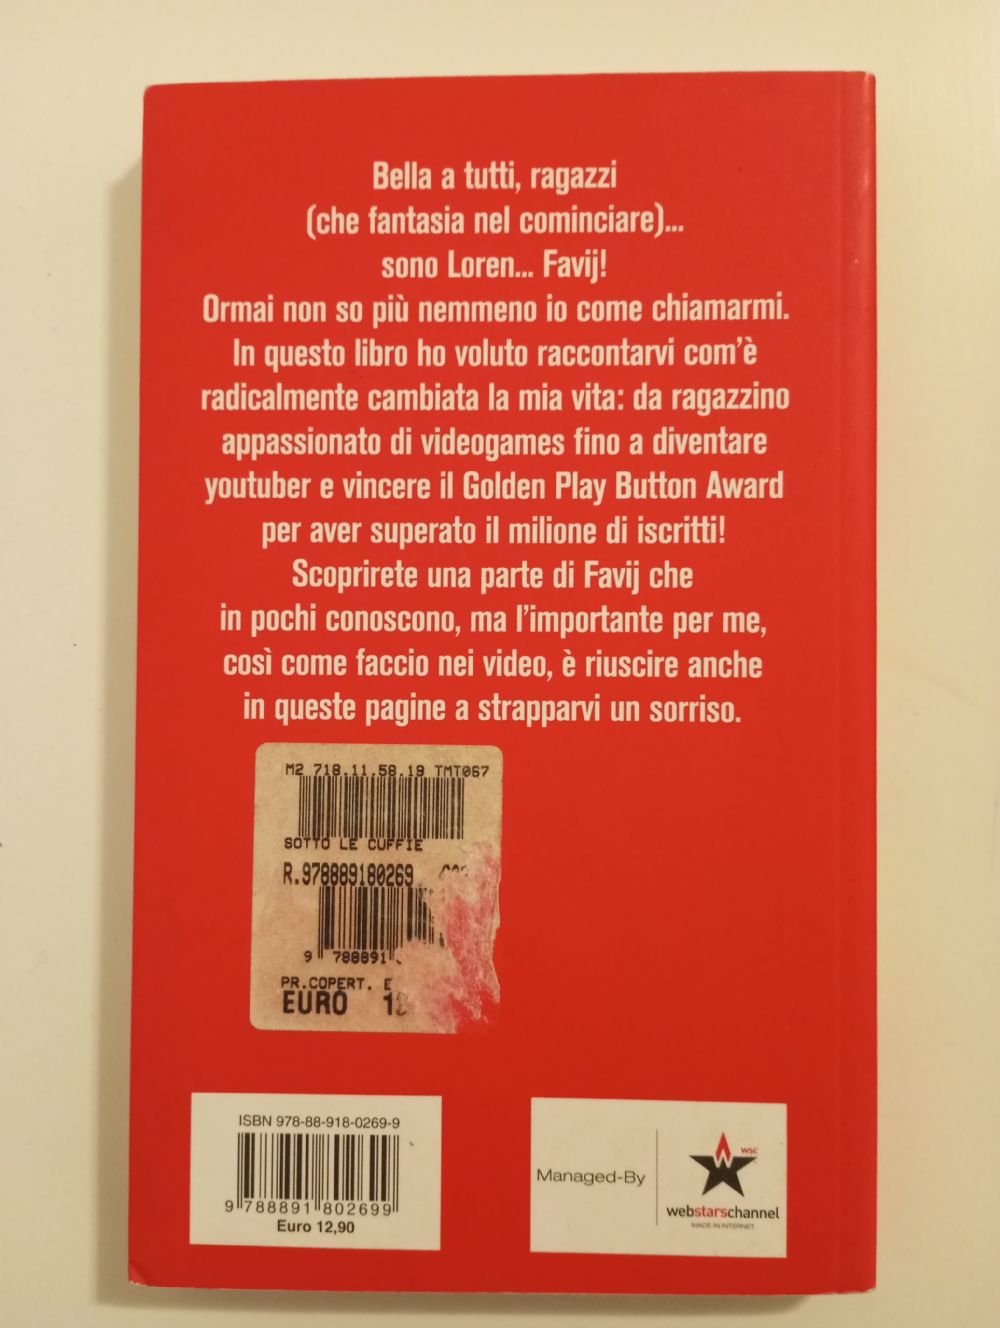 Bella a tutti, ragazzi
(che fantasia nel cominciare)...
sono Loren... Favij!
Ormai non so più nemmeno io come chiamarmi.
In questo libro ho voluto raccontarvi com'è
radicalmente cambiata la mia vita: da ragazzino
appassionato di videogames fino a diventare
youtuber e vincere il Golden Play Button Award
per aver superato il milione di iscritti!
Scoprirete una parte di Favij che
in pochi conoscono, ma l'importante per me,
così come faccio nei video, è riuscire anche
in queste pagine a strapparvi un sorriso.
M2 718.11.58.19 TMT067
SOTTO LE CUFFIE
R.978889180269
9 788891
PR.COPERT. E
EURO
ISBN 978-88-918-0269-9
9 788891 802699
Euro 12,90
Managed-By
WSC
webstarschannel
MADE IN INTERNET